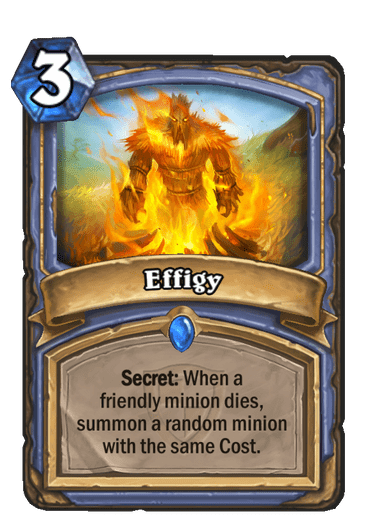 3
Effigy
Secret: When a
friendly minion dies,
summon a random minion
with the same Cost.